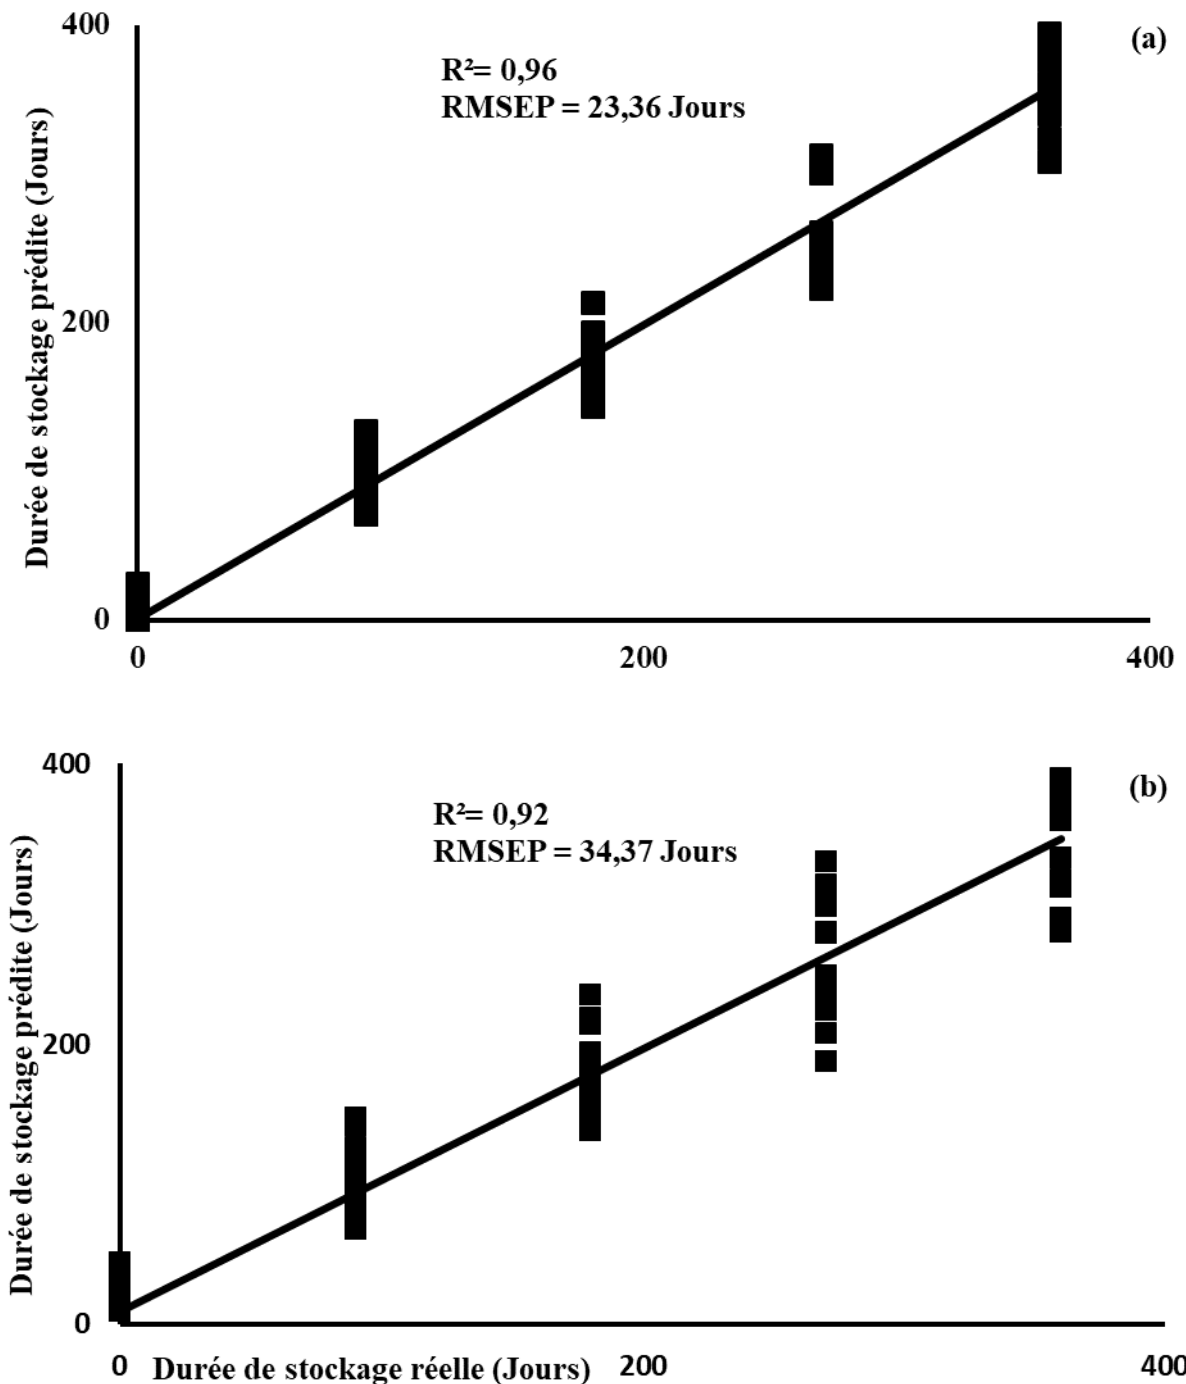 400
(a)
R²= 0,96
RMSEP = 23,36 Jours
Durée de stockage prédite (Jours)
200
0
0
200
400
400
(b)
R²= 0,92
RMSEP = 34,37 Jours
Durée de stockage prédite (Jours)
200
0
0
Durée de stockage réelle (Jours)
200
400